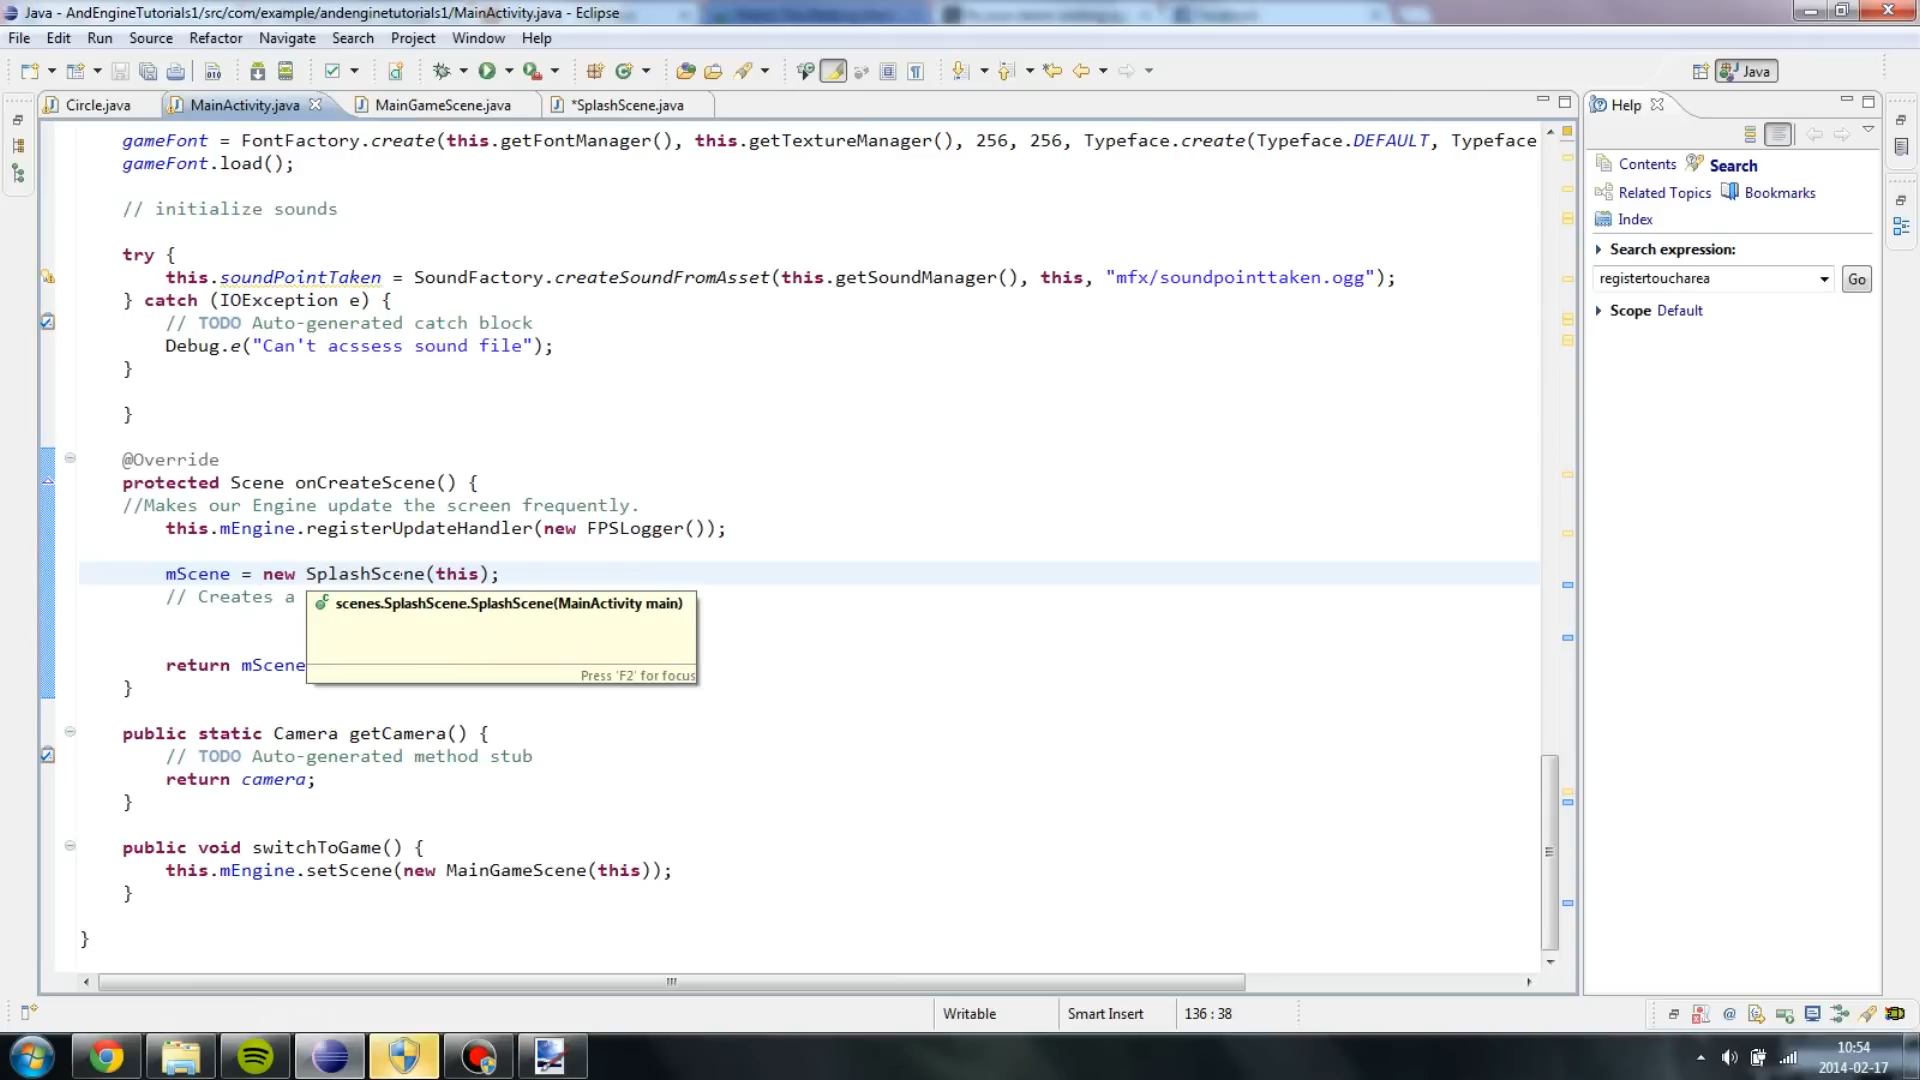 Java - AndEngineTutorials1/src/com/example/andenginetutorials1/MainActivity.java - Eclipse
File Edit Run Source Refactor Navigate Search Project Window Help
Java
Circle.java MainActivity.java MainGameScene.java *SplashScene.java
Help
gameFont = FontFactory.create(this.getFontManager(), this.getTextureManager(), 256, 256, Typeface.create(Typeface.DEFAULT, Typeface
gameFont.load();
// initialize sounds
try {
this.soundPointTaken = SoundFactory.createSoundFromAsset(this.getSoundManager(), this, "mfx/soundpointtaken.ogg");
} catch (IOException e) {
// TODO Auto-generated catch block
Debug.e("Can't acssess sound file");
}
}
@Override
protected Scene onCreateScene() {
//Makes our Engine update the screen frequently.
this.mEngine.registerUpdateHandler(new FPSLogger());
mScene = new SplashScene(this);
// Creates a
scenes.SplashScene.SplashScene(MainActivity main)
return mScene
Press 'F2' for focus
}
public static Camera getCamera() {
// TODO Auto-generated method stub
return camera;
}
public void switchToGame() {
this.mEngine.setScene(new MainGameScene(this));
}
}
Contents Search
Related Topics Bookmarks
Index
Search expression:
registertoucharea Go
Scope Default
Writable Smart Insert 136 : 38
10:54
2014-02-17